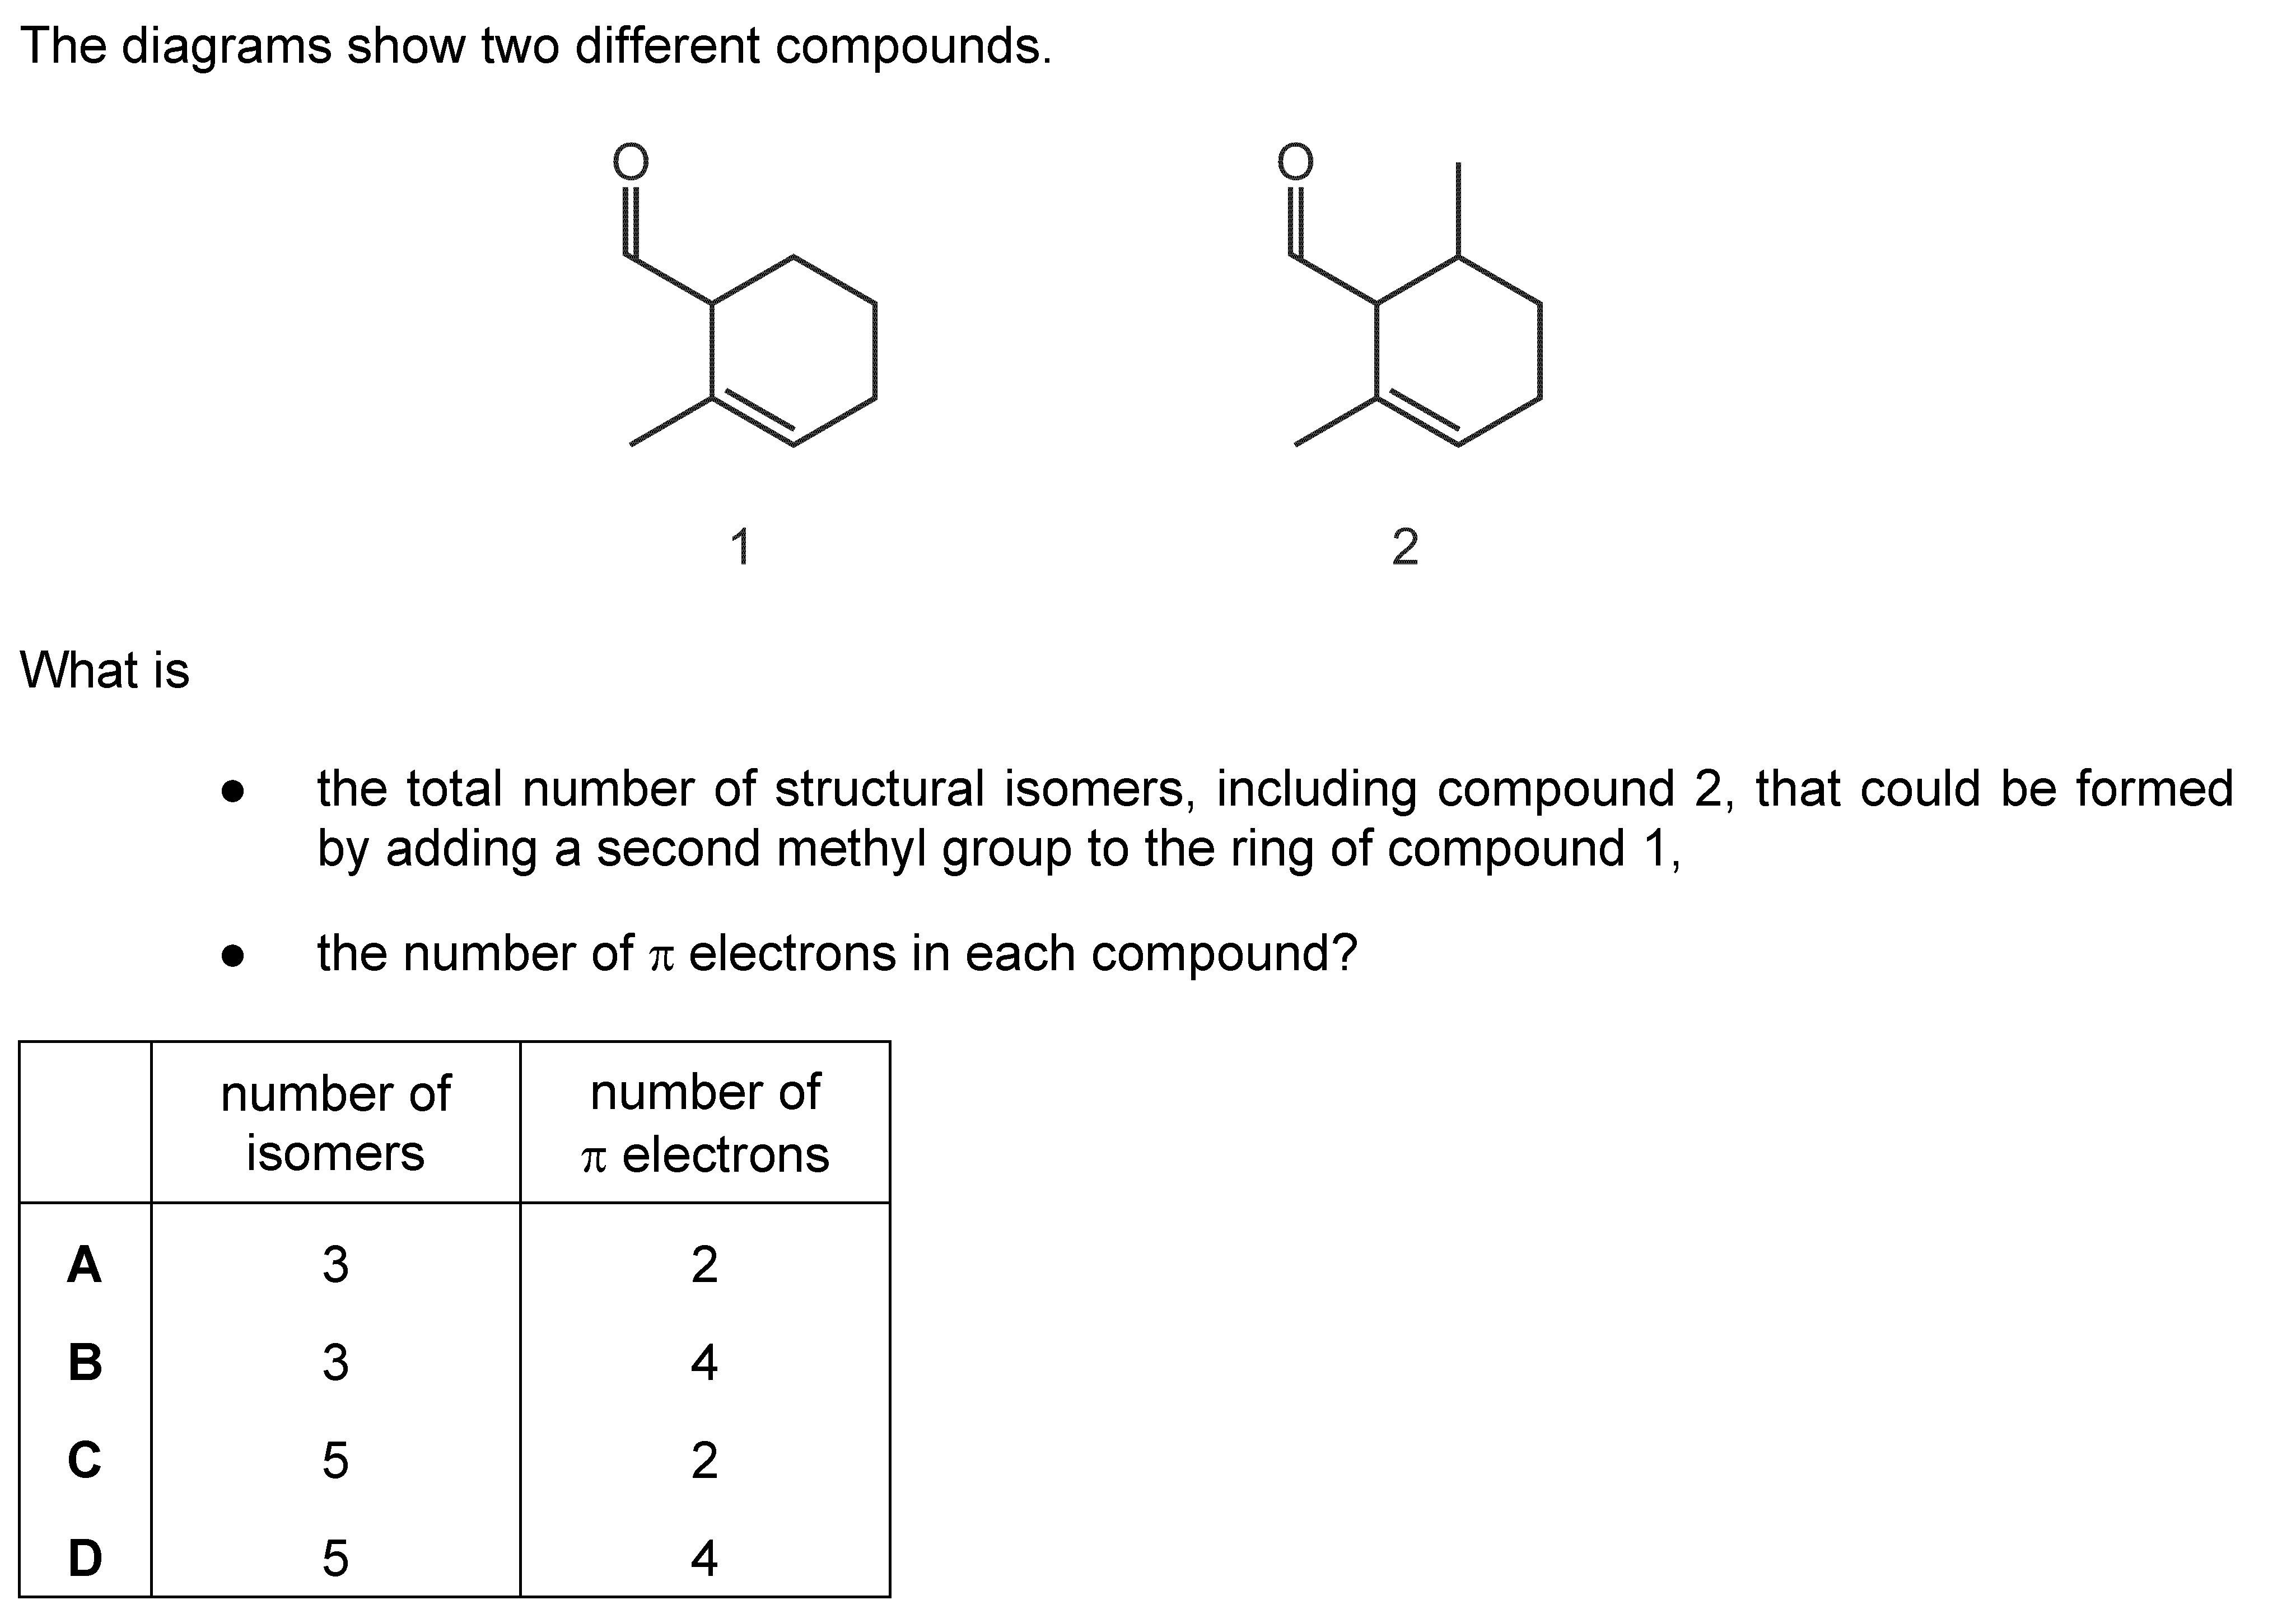 The diagrams show two different compounds.
O O
1 2
What is
● the total number of structural isomers, including compound 2, that could be formed
by adding a second methyl group to the ring of compound 1,
● the number of π electrons in each compound?
number of number of
isomers π electrons
A 3 2
B 3 4
C 5 2
D 5 4